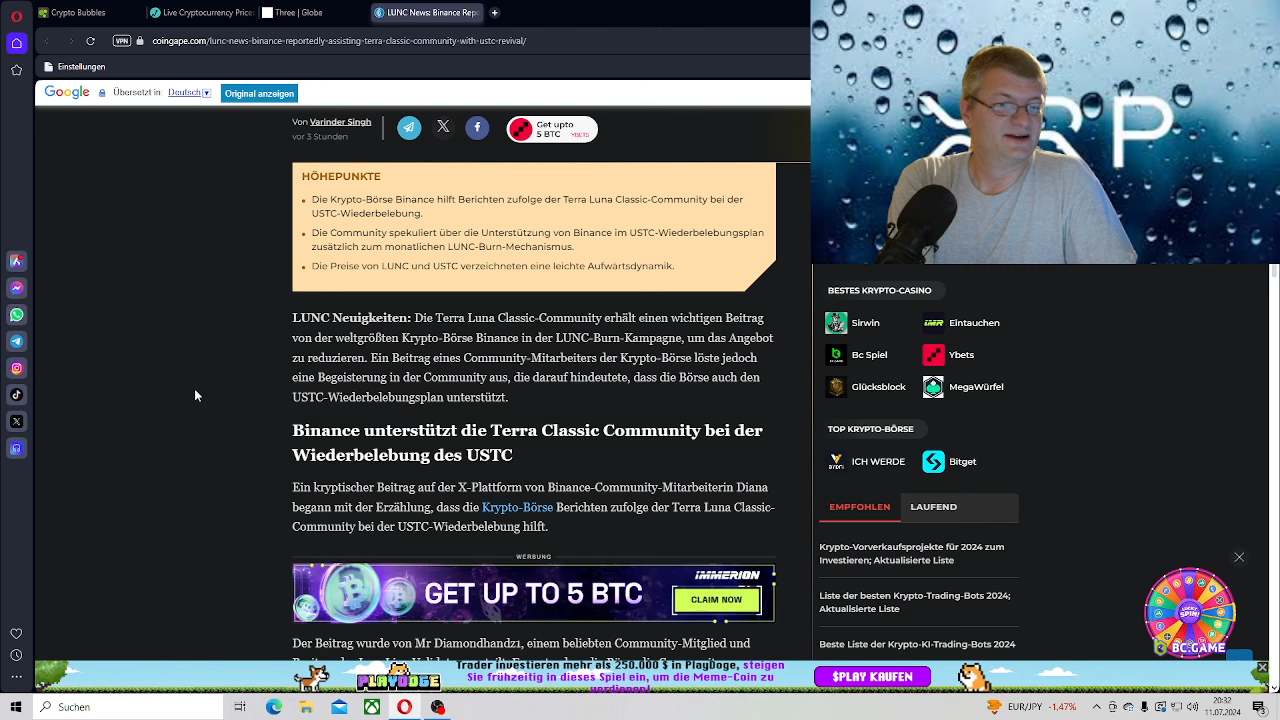 Crypto Bubbles
Live Cryptocurrency Price
Three | Globe
LUNC News: Binance Rep
VPN
coingape.com/lunc-news-binance-reportedly-assisting-terra-classic-community-with-ustc-revival/
Einstellungen
Google Übersetzt in: Deutsch Original anzeigen
Von Varinder Singh
vor 3 Stunden
Get upto
5 BTC YBETS
HÖHEPUNKTE
Die Krypto-Börse Binance hilft Berichten zufolge der Terra Luna Classic-Community bei der
USTC-Wiederbelebung.
Die Community spekuliert über die Unterstützung von Binance im USTC-Wiederbelebungsplan
zusätzlich zum monatlichen LUNC-Burn-Mechanismus.
Die Preise von LUNC und USTC verzeichneten eine leichte Aufwärtsdynamik.
LUNC Neuigkeiten: Die Terra Luna Classic-Community erhält einen wichtigen Beitrag
von der weltgrößten Krypto-Börse Binance in der LUNC-Burn-Kampagne, um das Angebot
zu reduzieren. Ein Beitrag eines Community-Mitarbeiters der Krypto-Börse löste jedoch
eine Begeisterung in der Community aus, die darauf hindeutete, dass die Börse auch den
USTC-Wiederbelebungsplan unterstützt.
Binance unterstützt die Terra Classic Community bei der
Wiederbelebung des USTC
Ein kryptischer Beitrag auf der X-Plattform von Binance-Community-Mitarbeiterin Diana
begann mit der Erzählung, dass die Krypto-Börse Berichten zufolge der Terra Luna Classic-
Community bei der USTC-Wiederbelebung hilft.
WERBUNG
GET UP TO 5 BTC
IMMERION
CLAIM NOW
Der Beitrag wurde von Mr Diamondhandz1, einem beliebten Community-Mitglied und
XRP
BESTES KRYPTO-CASINO
Sirwin
Eintauchen
Bc Spiel
Ybets
Glücksblock
MegaWürfel
TOP KRYPTO-BÖRSE
ICH WERDE
Bitget
EMPFOHLEN LAUFEND
Krypto-Vorverkaufsprojekte für 2024 zum
Investieren; Aktualisierte Liste
Liste der besten Krypto-Trading-Bots 2024;
Aktualisierte Liste
Beste Liste der Krypto-KI-Trading-Bots 2024
LUCKY
SPIN!
BC.GAME
PLAYDOGE
Trader investieren mehr als 250.000 $ in PlayDoge, steigen
Sie frühzeitig in dieses Spiel ein, um die Meme-Coin zu
verdienen!
$PLAY KAUFEN
Suchen
EUR/JPY -1,47%
20:32
11.07.2024